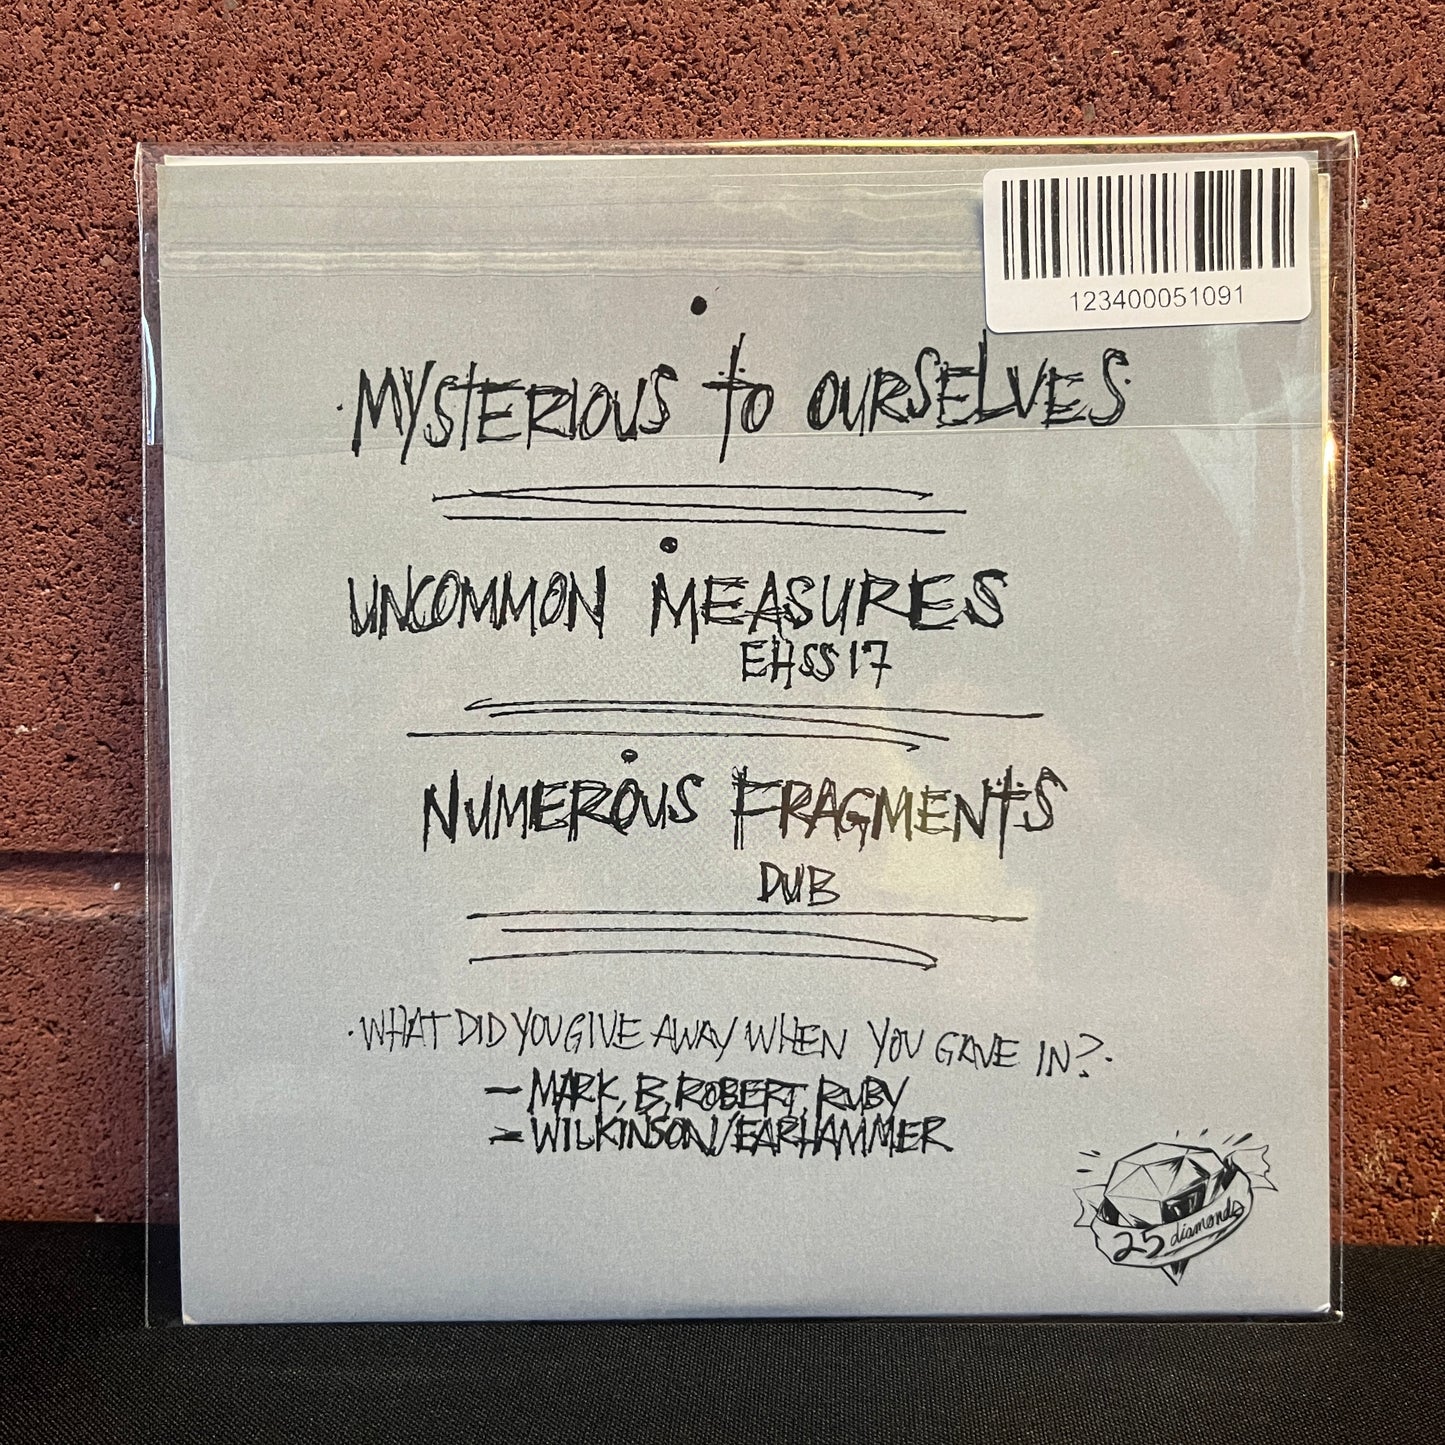 123400051091
·MYSTERIOUS to OURSELVES·
UNCOMMON MEASURES
EHSS17
NUMEROUS FRAGMENTS
DUB
·WHAT DID YOU GIVE AWAY WHEN YOU GAVE IN?·
- MARK, B, ROBERT, RUBY
- WILKINSON/EARHAMMER
25 diamonds